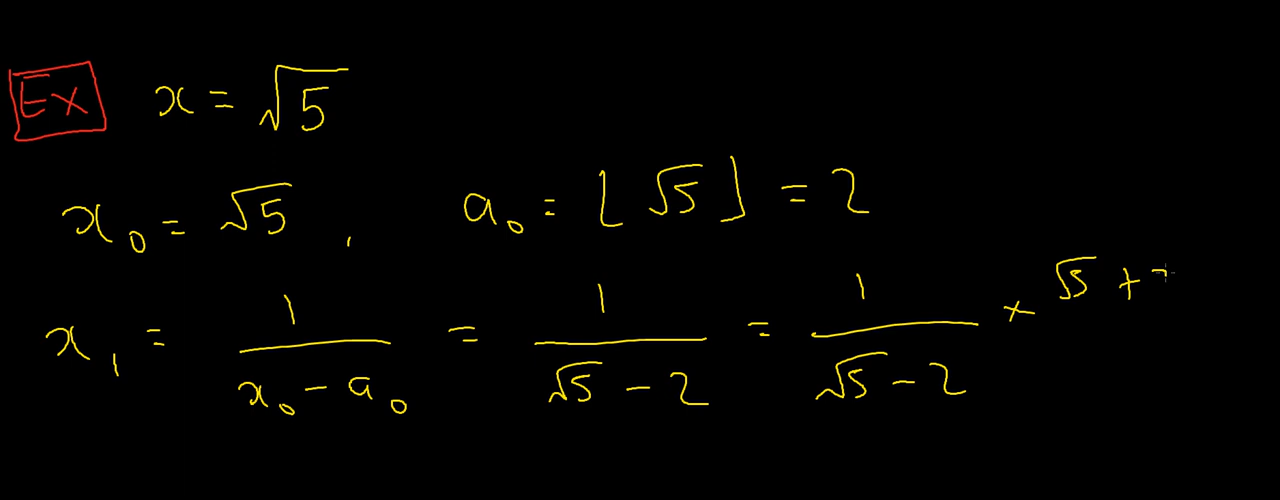 Ex x = √5
x₀ = √5 , a₀ = ⌊√5⌋ = 2
x₁ = 1/(x₀ - a₀) = 1/(√5 - 2) = 1/(√5 - 2) × √5 +